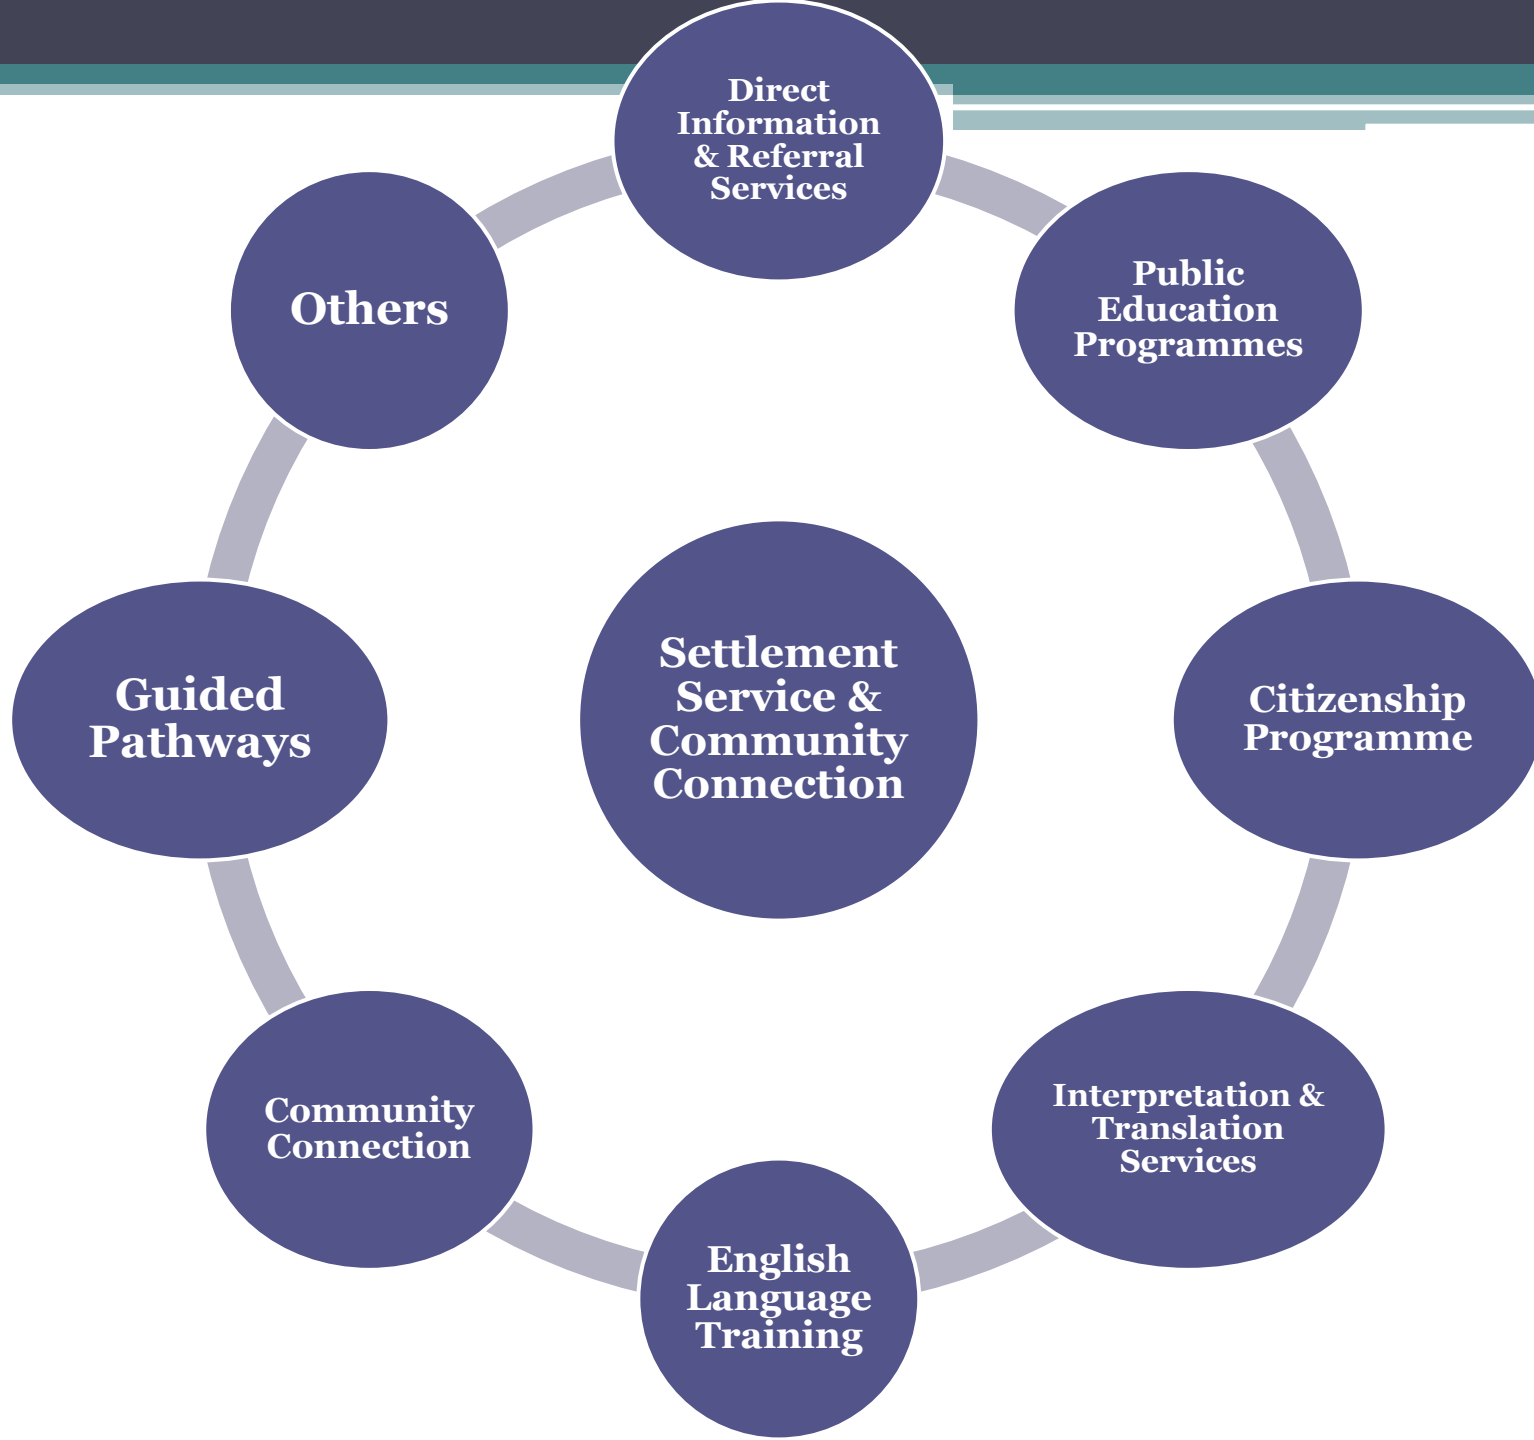 Direct
Information
& Referral
Services
Public
Education
Programmes
Citizenship
Programme
Interpretation &
Translation
Services
English
Language
Training
Community
Connection
Guided
Pathways
Others
Settlement
Service &
Community
Connection